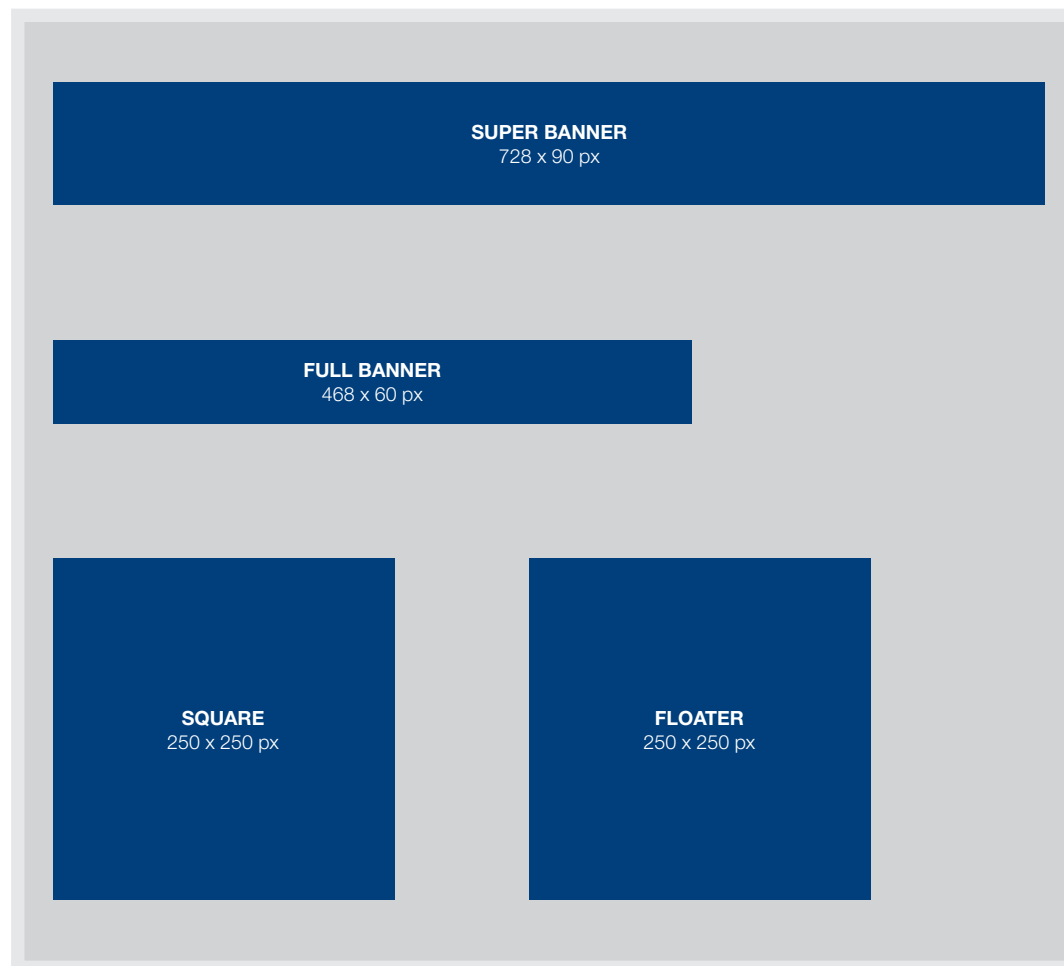 SUPER BANNER
728 x 90 px
FULL BANNER
468 x 60 px
SQUARE
250 x 250 px
FLOATER
250 x 250 px